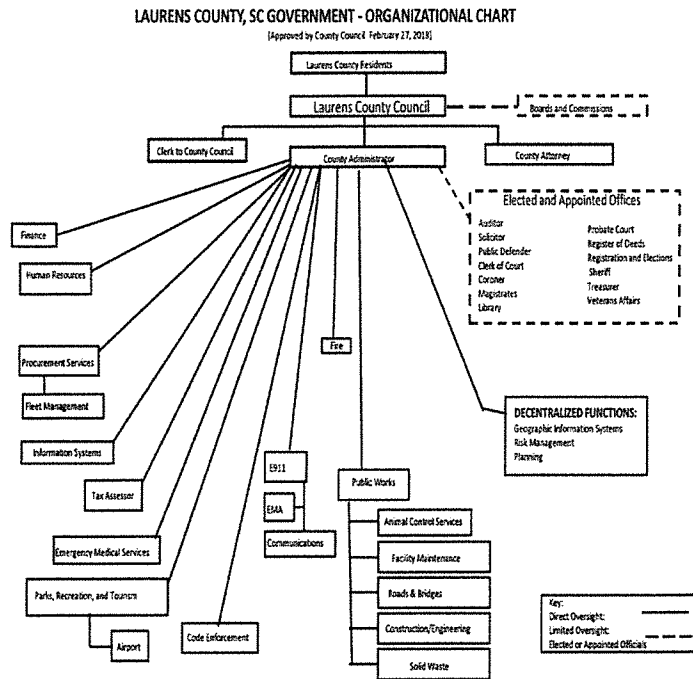 LAURENS COUNTY, SC GOVERNMENT - ORGANIZATIONAL CHART
(Approved by County Council February 27, 2018)
Laurens County Residents
Laurens County Council
Boards and Commissions
Clerk to County Council
County Administrator
County Attorney
Elected and Appointed Offices
Auditor
Solicitor
Public Defender
Clerk of Court
Coroner
Magistrates
Library
Probate Court
Register of Deeds
Registration and Elections
Sheriff
Treasurer
Veterans Affairs
Finance
Human Resources
Fire
Procurement Services
Fleet Management
DECENTRALIZED FUNCTIONS:
Geographic Information Systems
Risk Management
Planning
Information Systems
E911
Public Works
Tax Assessor
EMA
Communications
Animal Control Services
Emergency Medical Services
Facility Maintenance
Parks, Recreation, and Tourism
Roads & Bridges
Airport
Code Enforcement
Construction/Engineering
Solid Waste
Key:
Direct Oversight:
Limited Oversight:
Elected or Appointed Officials